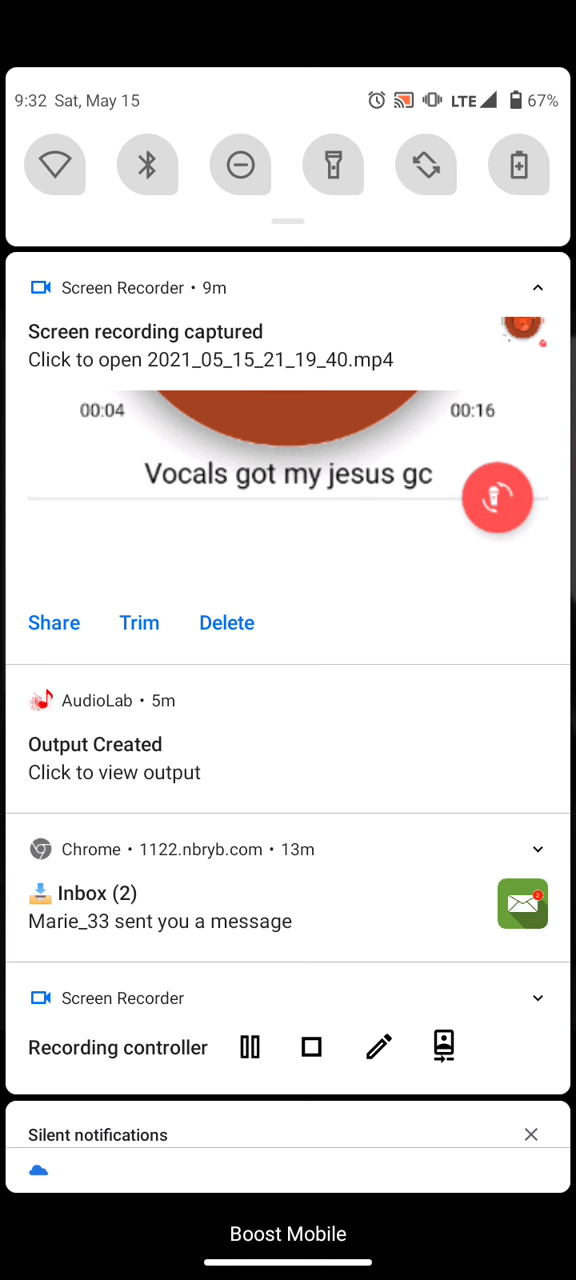 9:32 Sat, May 15 LTE 67%
Screen Recorder • 9m
Screen recording captured
Click to open 2021_05_15_21_19_40.mp4
00:04 00:16
Vocals got my jesus gc
Share Trim Delete
AudioLab • 5m
Output Created
Click to view output
Chrome • 1122.nbryb.com • 13m
📥 Inbox (2)
Marie_33 sent you a message
Screen Recorder
Recording controller
Silent notifications
Boost Mobile